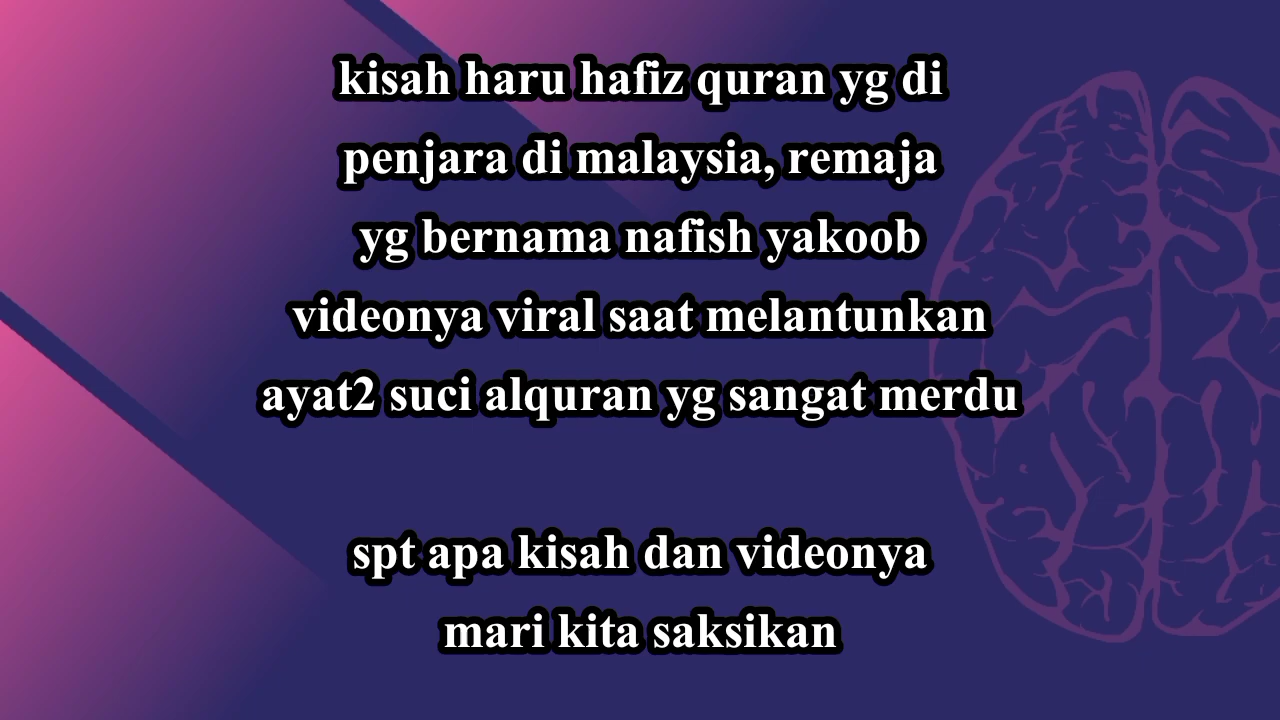 kisah haru hafiz quran yg di
penjara di malaysia, remaja
yg bernama nafish yakoob
videonya viral saat melantunkan
ayat2 suci alquran yg sangat merdu
spt apa kisah dan videonya
mari kita saksikan